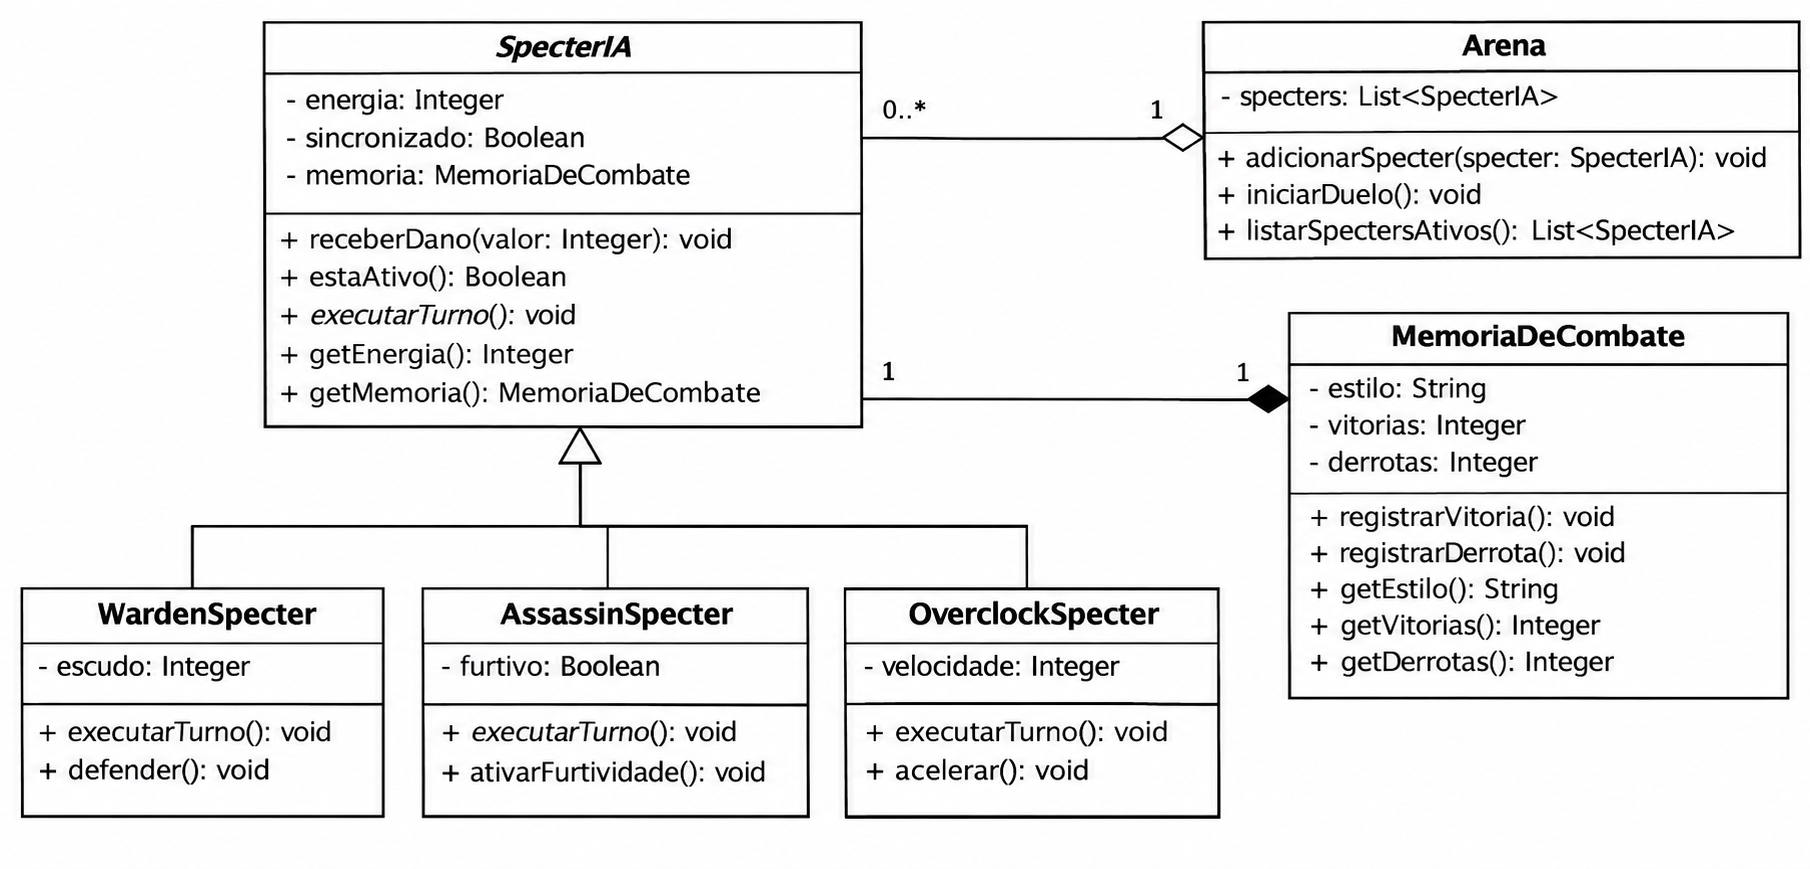 SpecterIA
- energia: Integer
- sincronizado: Boolean
- memoria: MemoriaDeCombate
+ receberDano(valor: Integer): void
+ estaAtivo(): Boolean
+ executarTurno(): void
+ getEnergia(): Integer
+ getMemoria(): MemoriaDeCombate
0..*
1
Arena
- specters: List<SpecterIA>
+ adicionarSpecter(specter: SpecterIA): void
+ iniciarDuelo(): void
+ listarSpectersAtivos(): List<SpecterIA>
1
1
MemoriaDeCombate
- estilo: String
- vitorias: Integer
- derrotas: Integer
+ registrarVitoria(): void
+ registrarDerrota(): void
+ getEstilo(): String
+ getVitorias(): Integer
+ getDerrotas(): Integer
WardenSpecter
- escudo: Integer
+ executarTurno(): void
+ defender(): void
AssassinSpecter
- furtivo: Boolean
+ executarTurno(): void
+ ativarFurtividade(): void
OverclockSpecter
- velocidade: Integer
+ executarTurno(): void
+ acelerar(): void